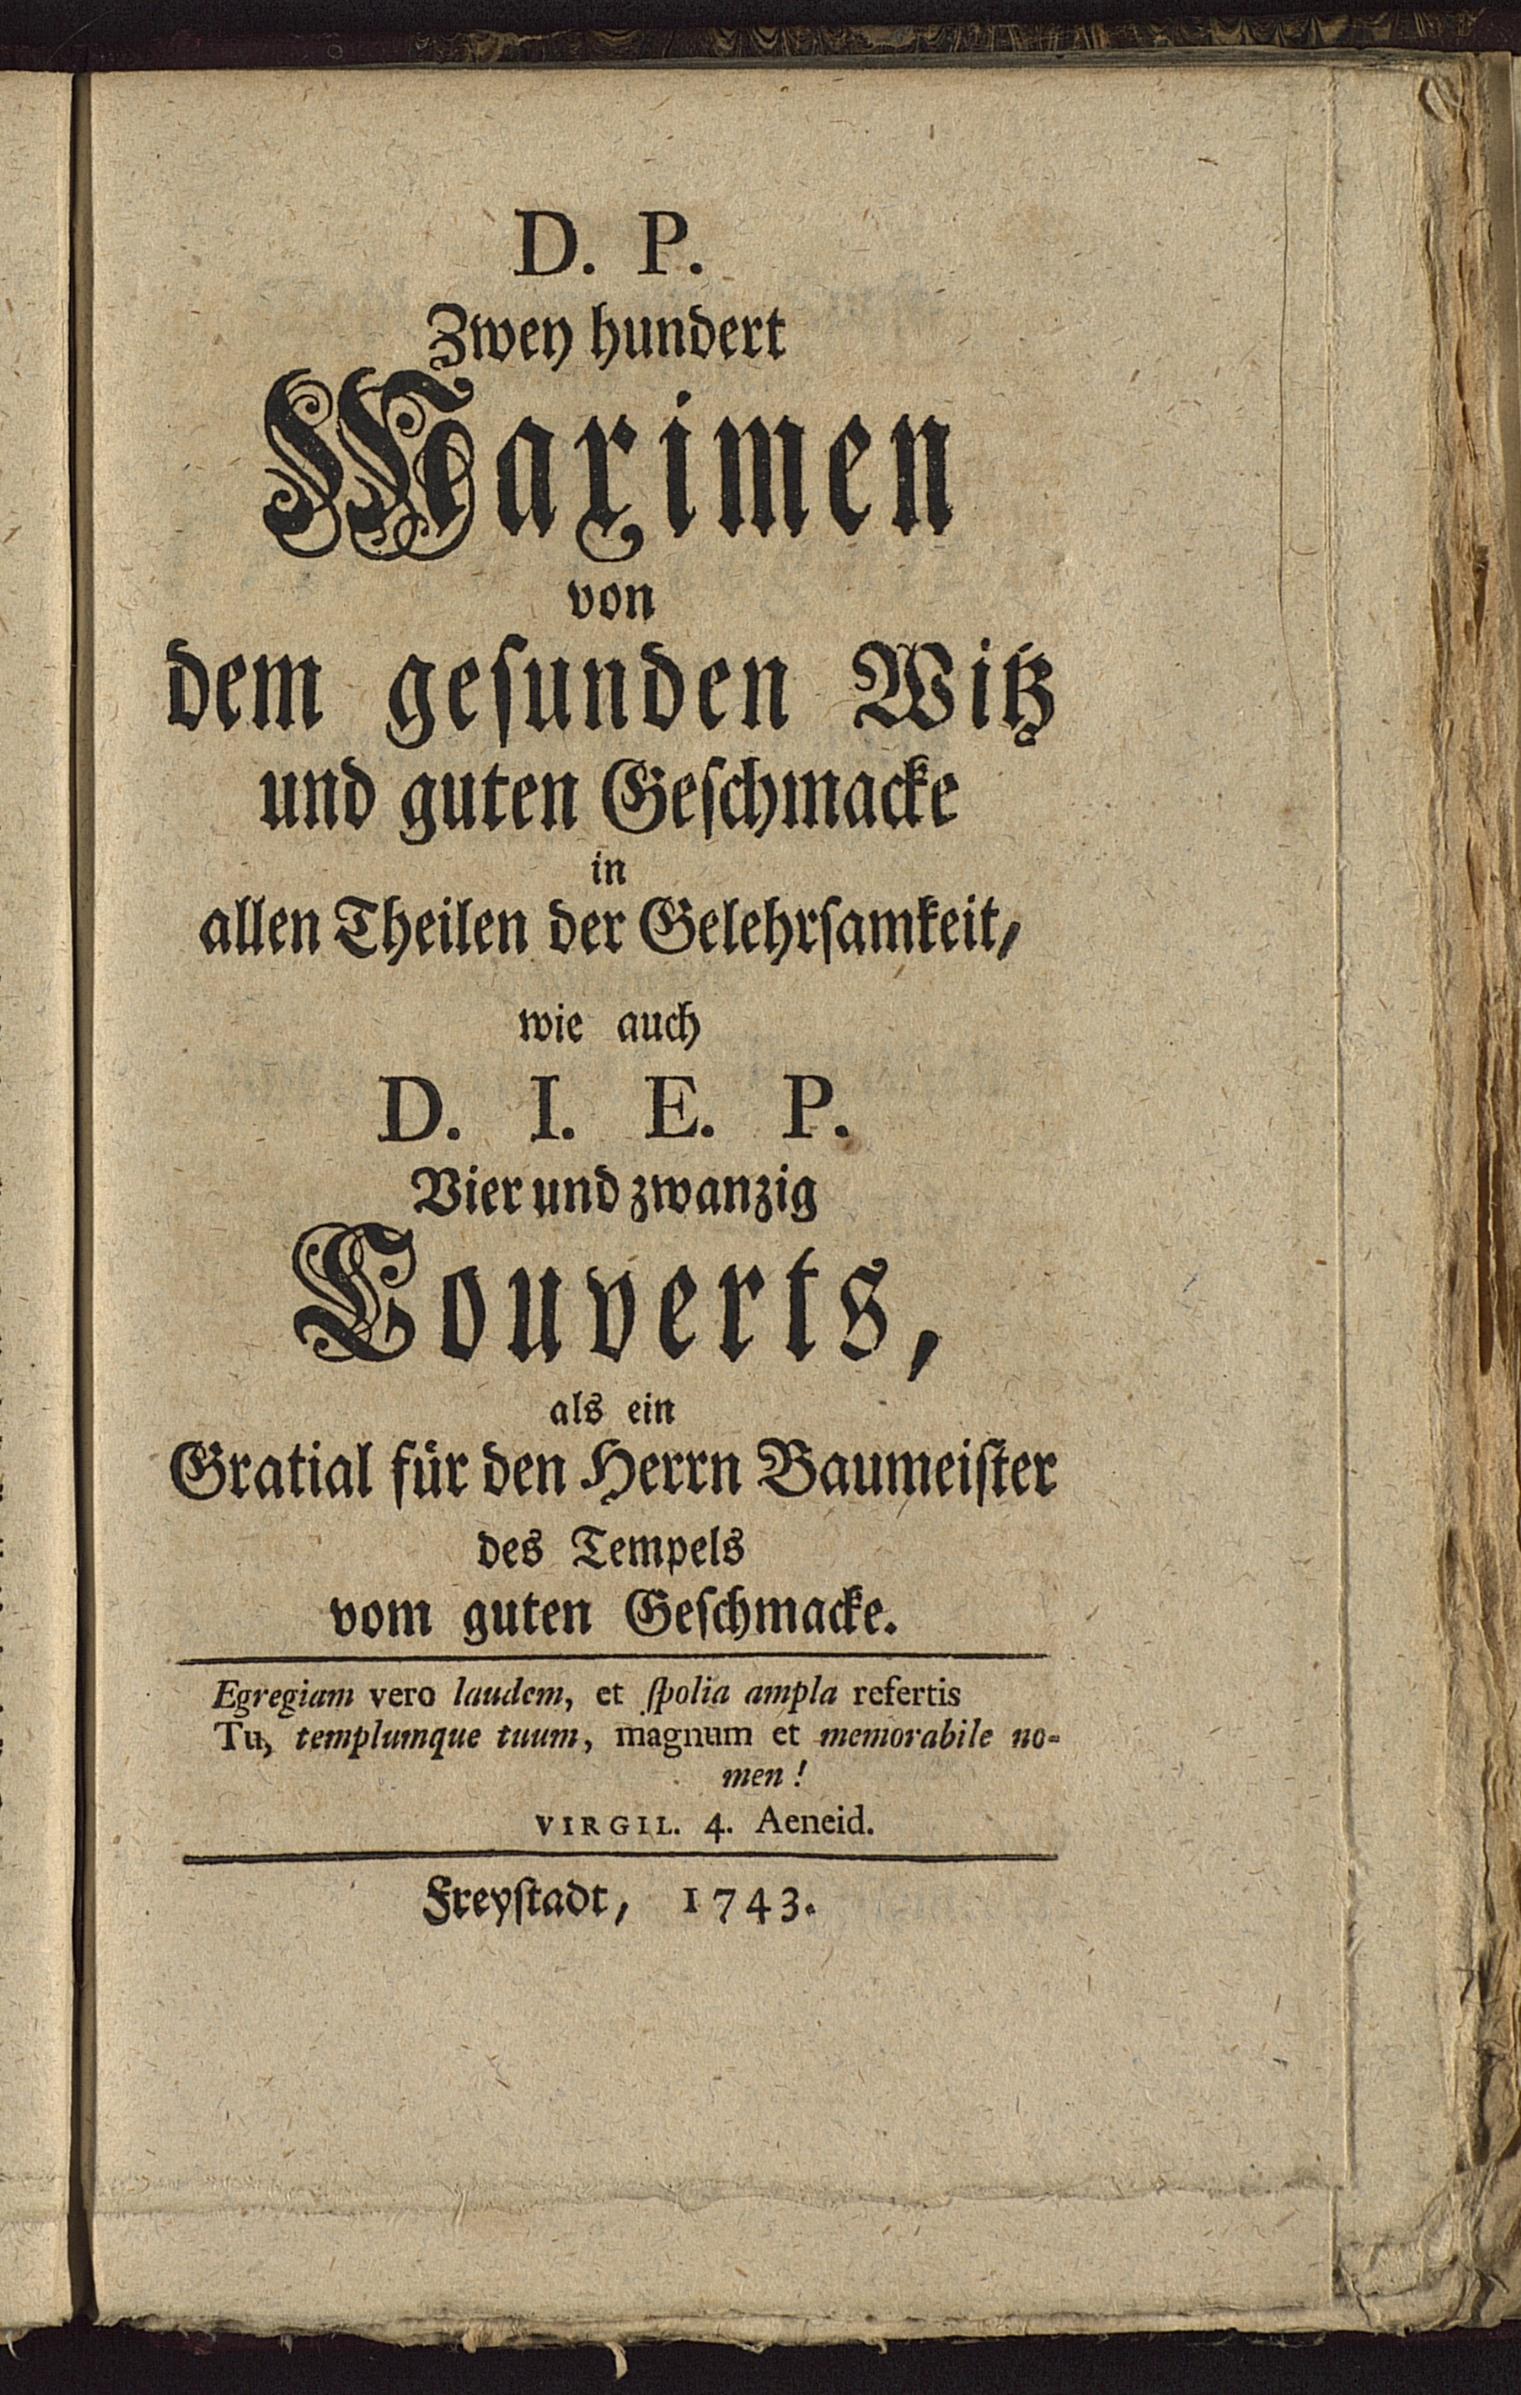 D. P.
Zwey hundert
Maximen
von
dem geſunden Witz
und guten Geſchmacke
in
allen Theilen der Gelehrſamkeit,
wie auch
D. I. E. P.
Vier und zwanzig
Couverts,
als ein
Gratial für den Herrn Baumeiſter
des Tempels
vom guten Geſchmacke.
Egregiam vero laudem, et ſpolia ampla refertis
Tu, templumque tuum, magnum et memorabile no-
men!
VIRGIL. 4. Aeneid.
Freyſtadt, 1743.